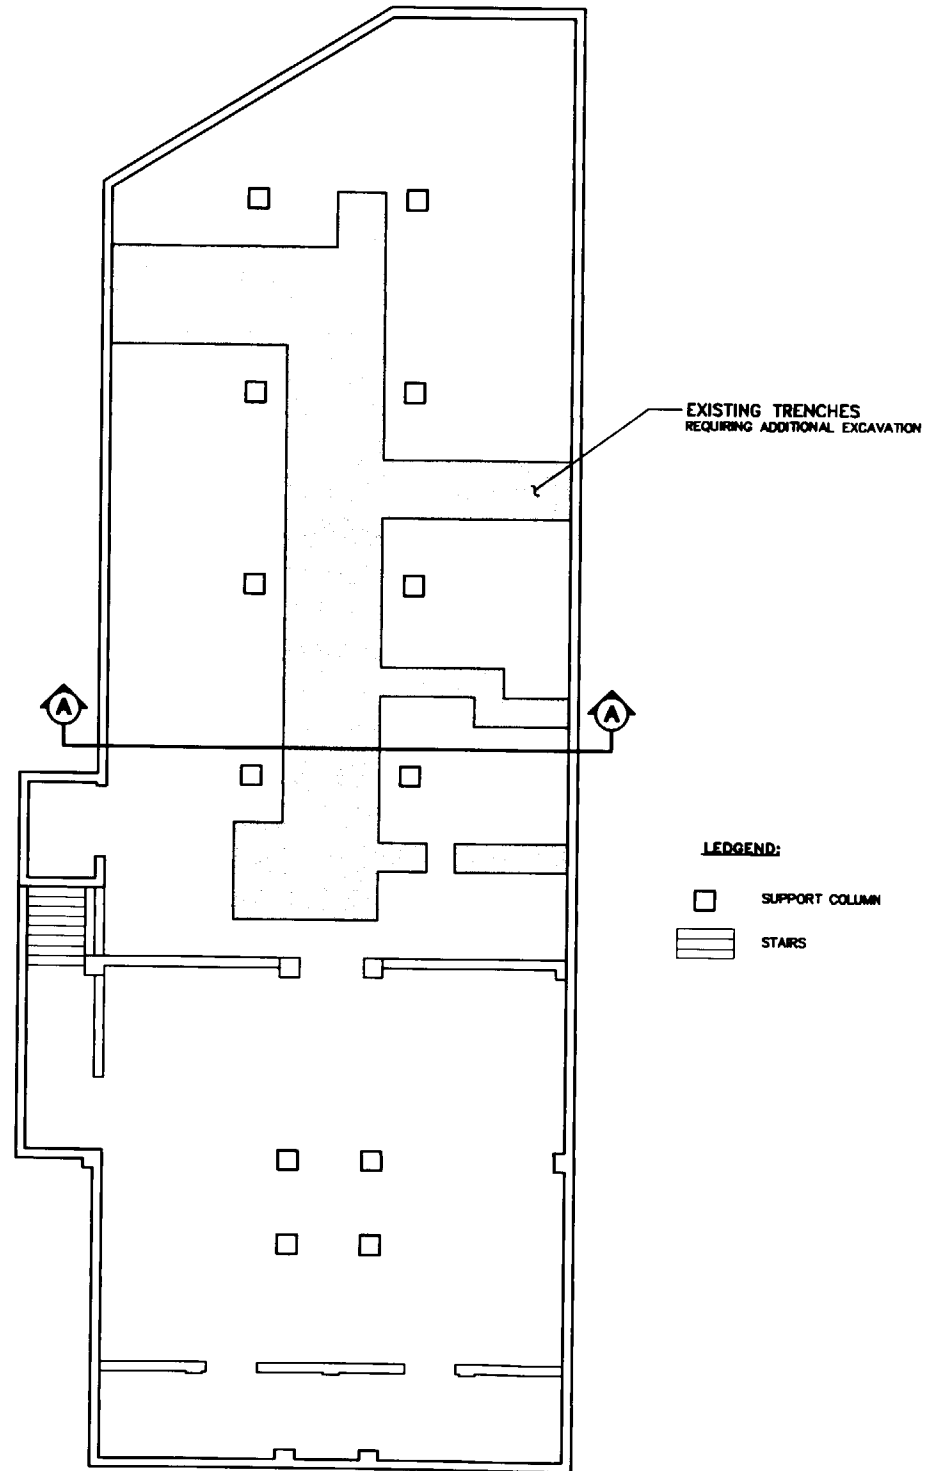 EXISTING TRENCHES
REQUIRING ADDITIONAL EXCAVATION
A
A
LEDGEND:
SUPPORT COLUMN
STAIRS